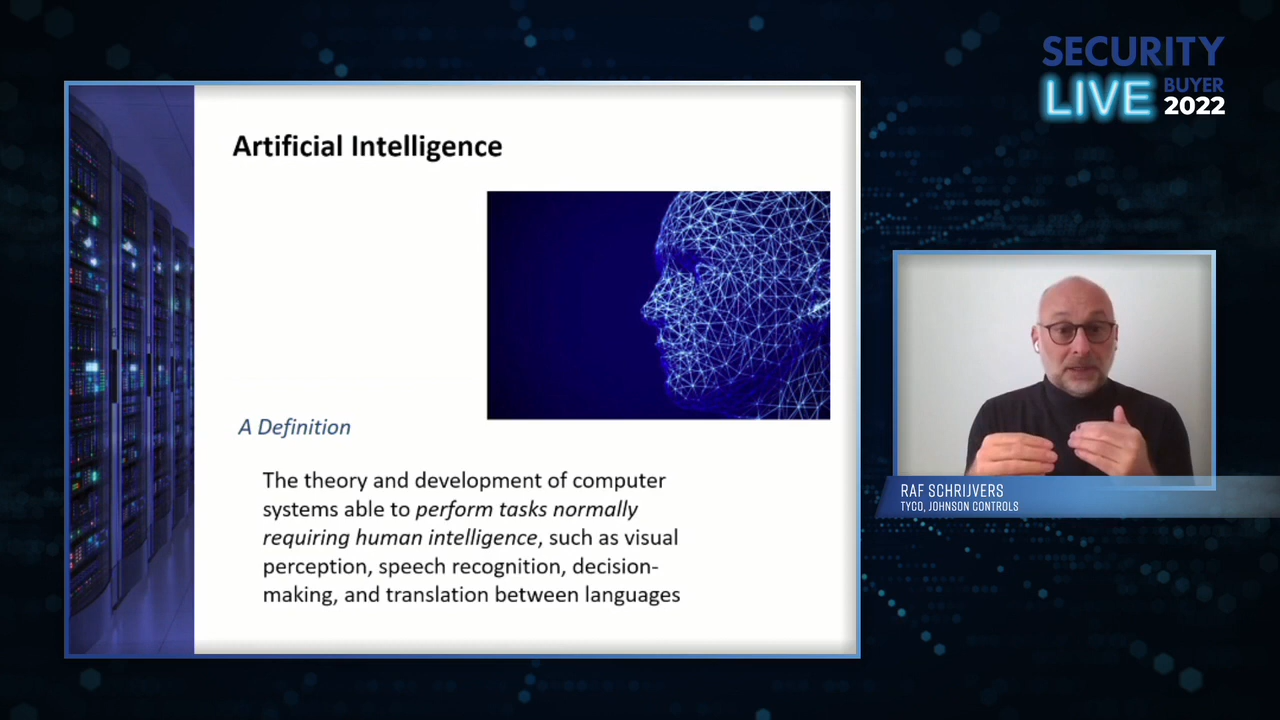 SECURITY
LIVE BUYER
2022
Artificial Intelligence
A Definition
The theory and development of computer
systems able to perform tasks normally
requiring human intelligence, such as visual
perception, speech recognition, decision-
making, and translation between languages
RAF SCHRIJVERS
TYCO, JOHNSON CONTROLS